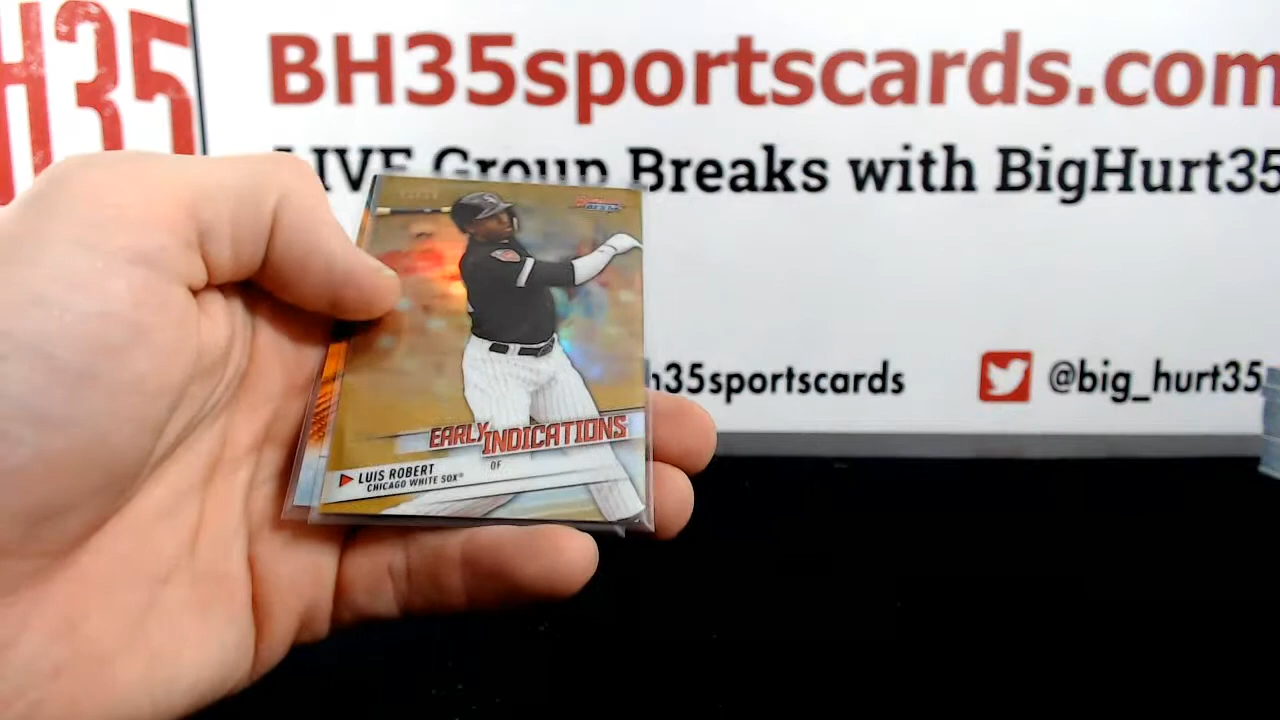 H35
BH35sportscards.com
LIVE Group Breaks with BigHurt35
h35sportscards
@big_hurt35
EARLY INDICATIONS
OF
LUIS ROBERT
CHICAGO WHITE SOX®